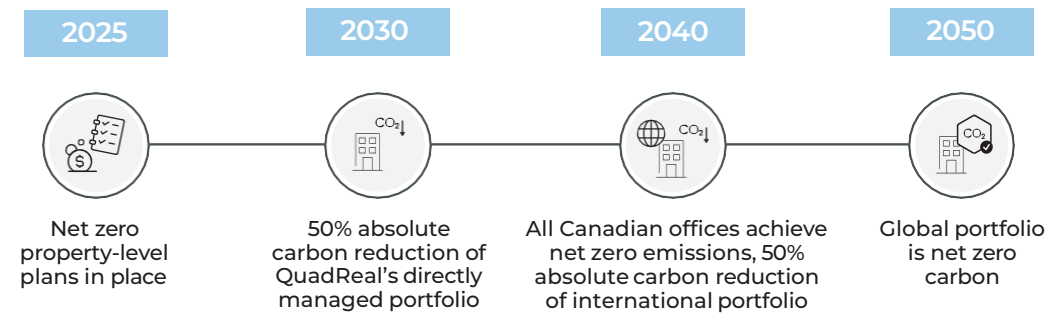 2025
2030
2040
2050
CO₂
CO₂
CO₂
Net zero
property-level
plans in place
50% absolute
carbon reduction of
QuadReal's directly
managed portfolio
All Canadian offices achieve
net zero emissions, 50%
absolute carbon reduction
of international portfolio
Global portfolio
is net zero
carbon